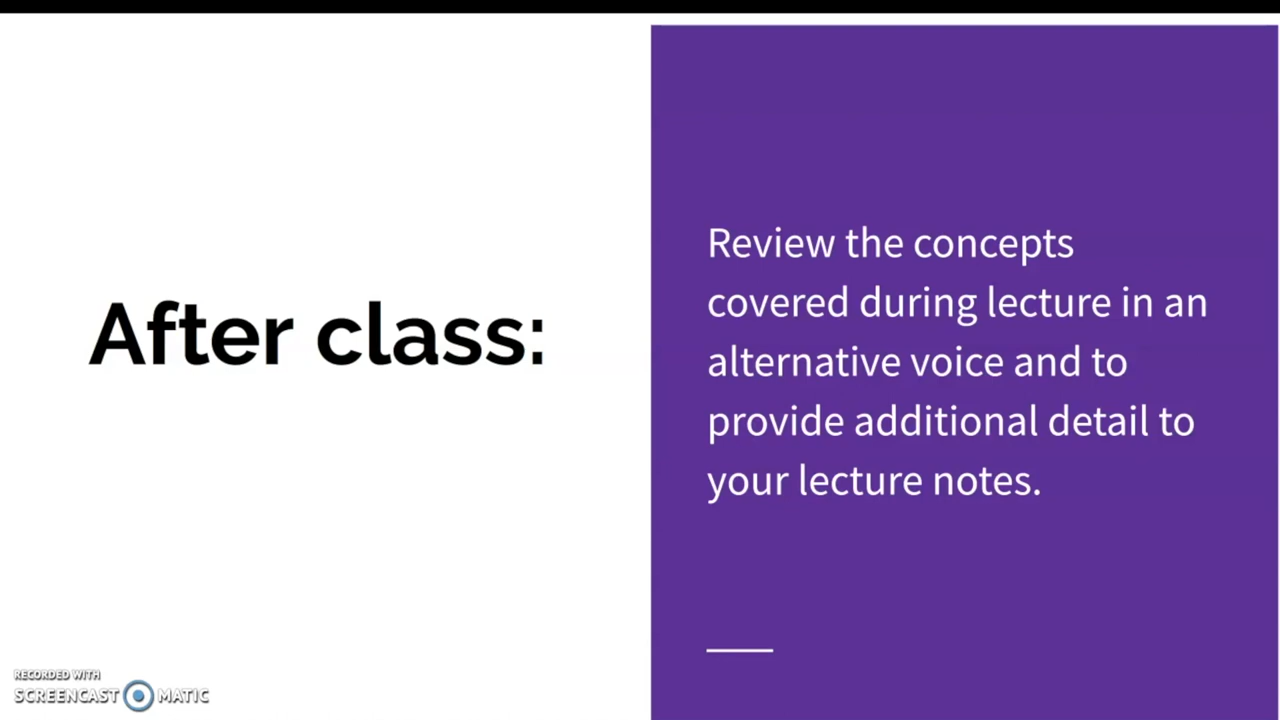 After class:
Review the concepts
covered during lecture in an
alternative voice and to
provide additional detail to
your lecture notes.
RECORDED WITH
SCREENCAST MATIC